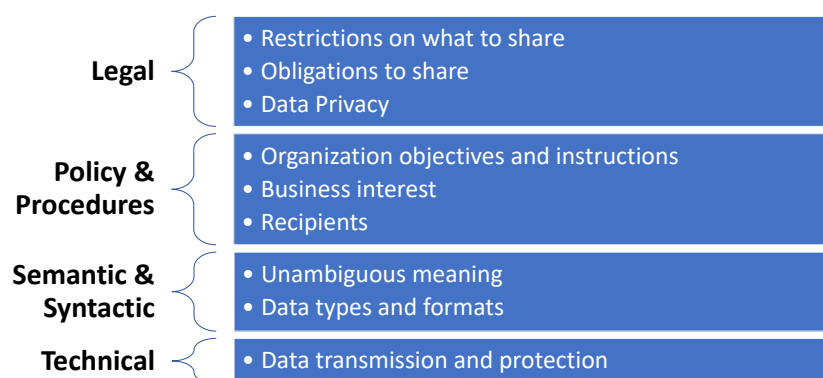 Legal
• Restrictions on what to share
• Obligations to share
• Data Privacy
Policy &
Procedures
• Organization objectives and instructions
• Business interest
• Recipients
Semantic &
Syntactic
• Unambiguous meaning
• Data types and formats
Technical
• Data transmission and protection